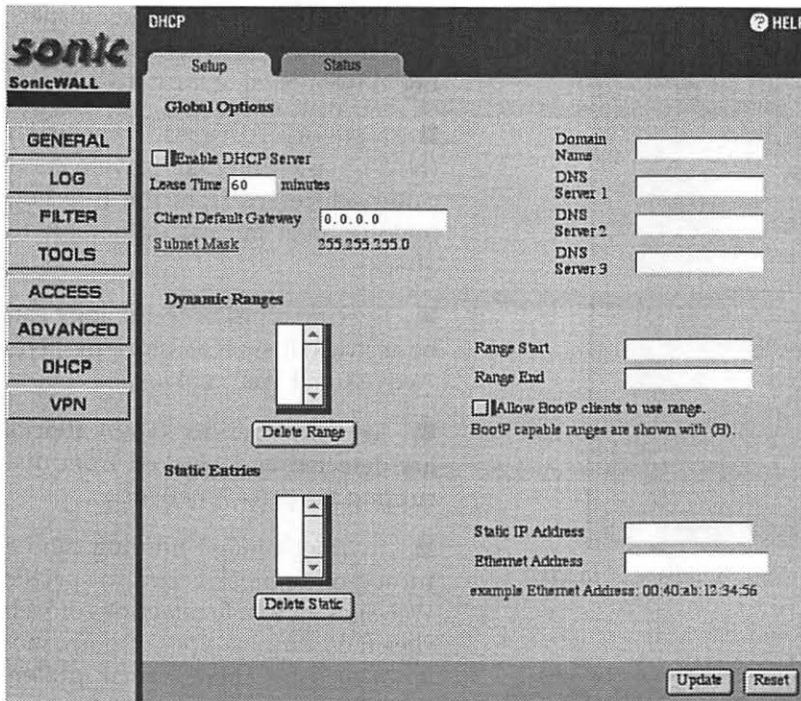 DHCP
HELP
sonic
SonicWALL
Setup
Status
GENERAL
LOG
FILTER
TOOLS
ACCESS
ADVANCED
DHCP
VPN
Global Options
Enable DHCP Server
Lease Time 60 minutes
Client Default Gateway 0.0.0.0
Subnet Mask 255.255.255.0
Domain Name
DNS Server 1
DNS Server 2
DNS Server 3
Dynamic Ranges
Delete Range
Range Start
Range End
Allow BootP clients to use range.
BootP capable ranges are shown with (B).
Static Entries
Delete Static
Static IP Address
Ethernet Address
example Ethernet Address: 00:40:ab:12:34:56
Update
Reset